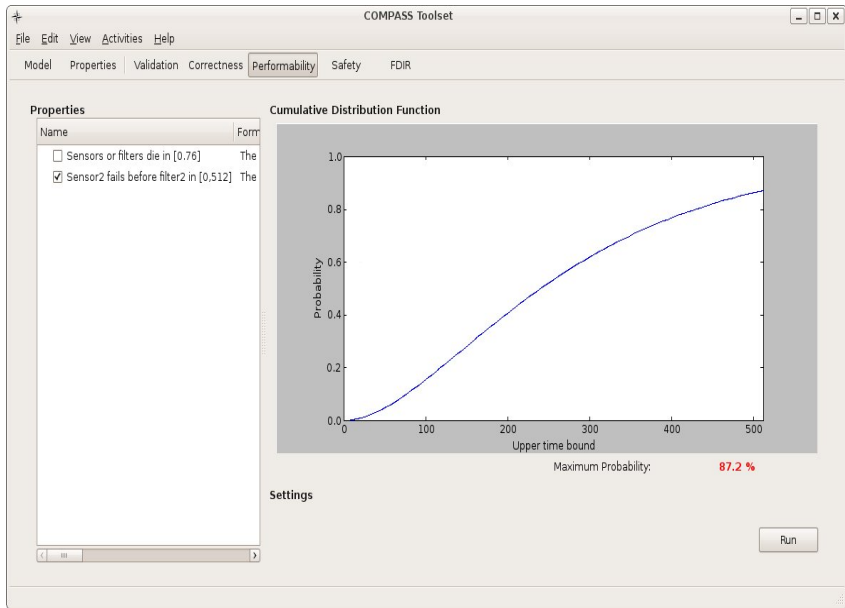 COMPASS Toolset
File Edit View Activities Help
Model Properties Validation Correctness Performability Safety FDIR
Properties
Name Form
Sensors or filters die in [0.76] The
Sensor2 fails before filter2 in [0,512] The
Cumulative Distribution Function
1.0
0.8
0.6
0.4
0.2
0.0
Probability
0 100 200 300 400 500
Upper time bound
Maximum Probability: 87.2 %
Settings
Run